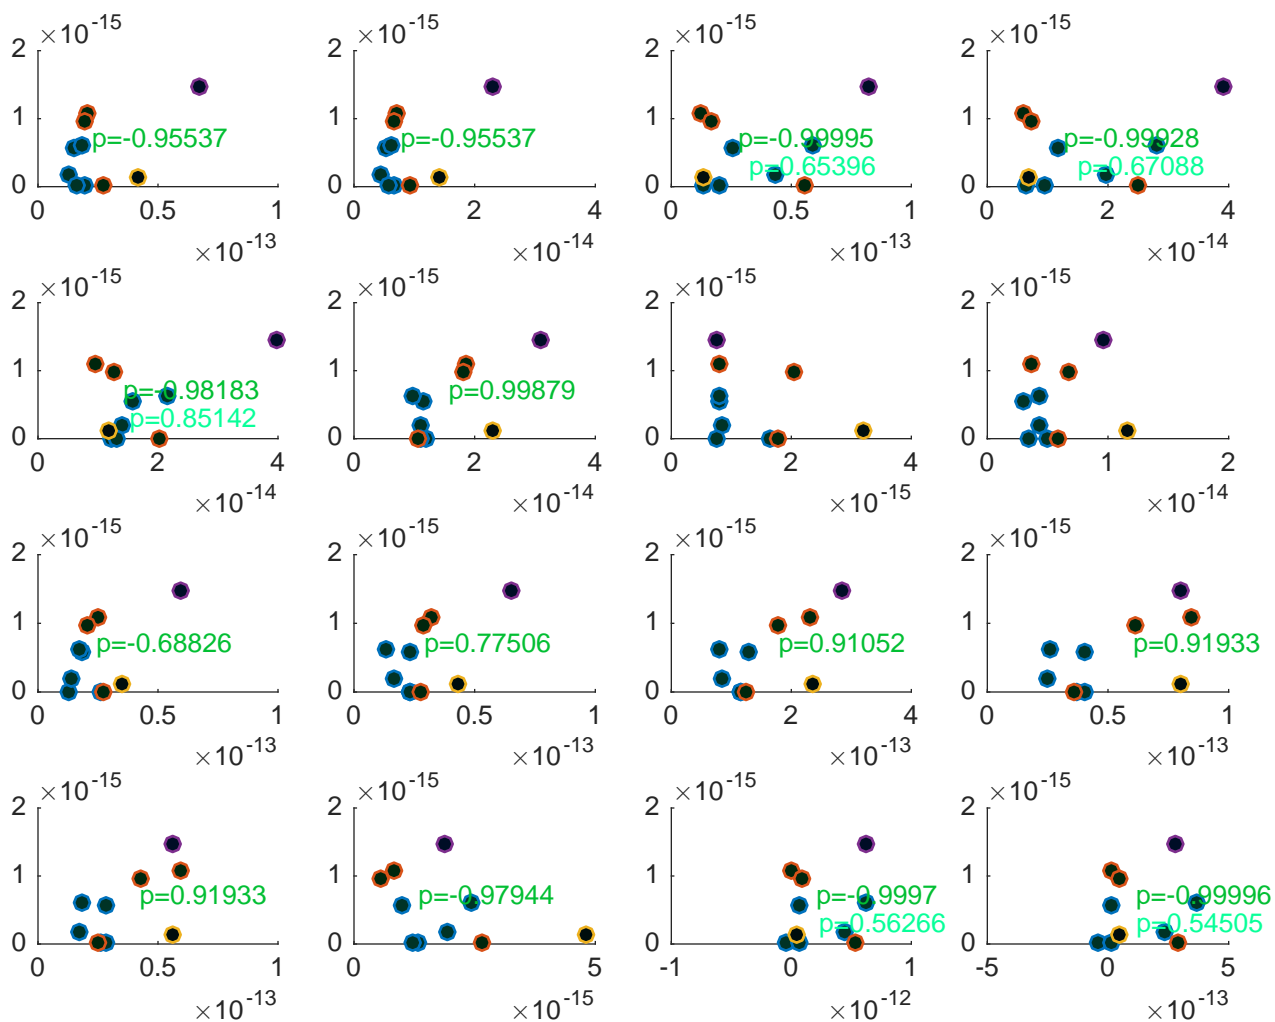 ×10-15 ×10-15 ×10-15 ×10-15
2 2 2 2
1 1 1 1
p=-0.95537 p=-0.95537 p=-0.99995 p=-0.99928
p=0.65396 p=0.67088
0 0 0 0
0 0.5 1 0 2 4 0 0.5 1 0 2 4
×10-13 ×10-14 ×10-13 ×10-14
×10-15 ×10-15 ×10-15 ×10-15
2 2 2 2
1 1 1 1
p=-0.98183 p=0.99879
p=0.85142
0 0 0 0
0 2 4 0 2 4 0 2 4 0 1 2
×10-14 ×10-14 ×10-15 ×10-14
×10-15 ×10-15 ×10-15 ×10-15
2 2 2 2
1 1 1 1
p=-0.68826 p=0.77506 p=0.91052 p=0.91933
0 0 0 0
0 0.5 1 0 0.5 1 0 2 4 0 0.5 1
×10-13 ×10-13 ×10-13 ×10-13
×10-15 ×10-15 ×10-15 ×10-15
2 2 2 2
1 1 1 1
p=0.91933 p=-0.97944 p=-0.9997 p=-0.99996
p=0.56266 p=0.54505
0 0 0 0
0 0.5 1 0 5 -1 0 1 -5 0 5
×10-13 ×10-15 ×10-12 ×10-13